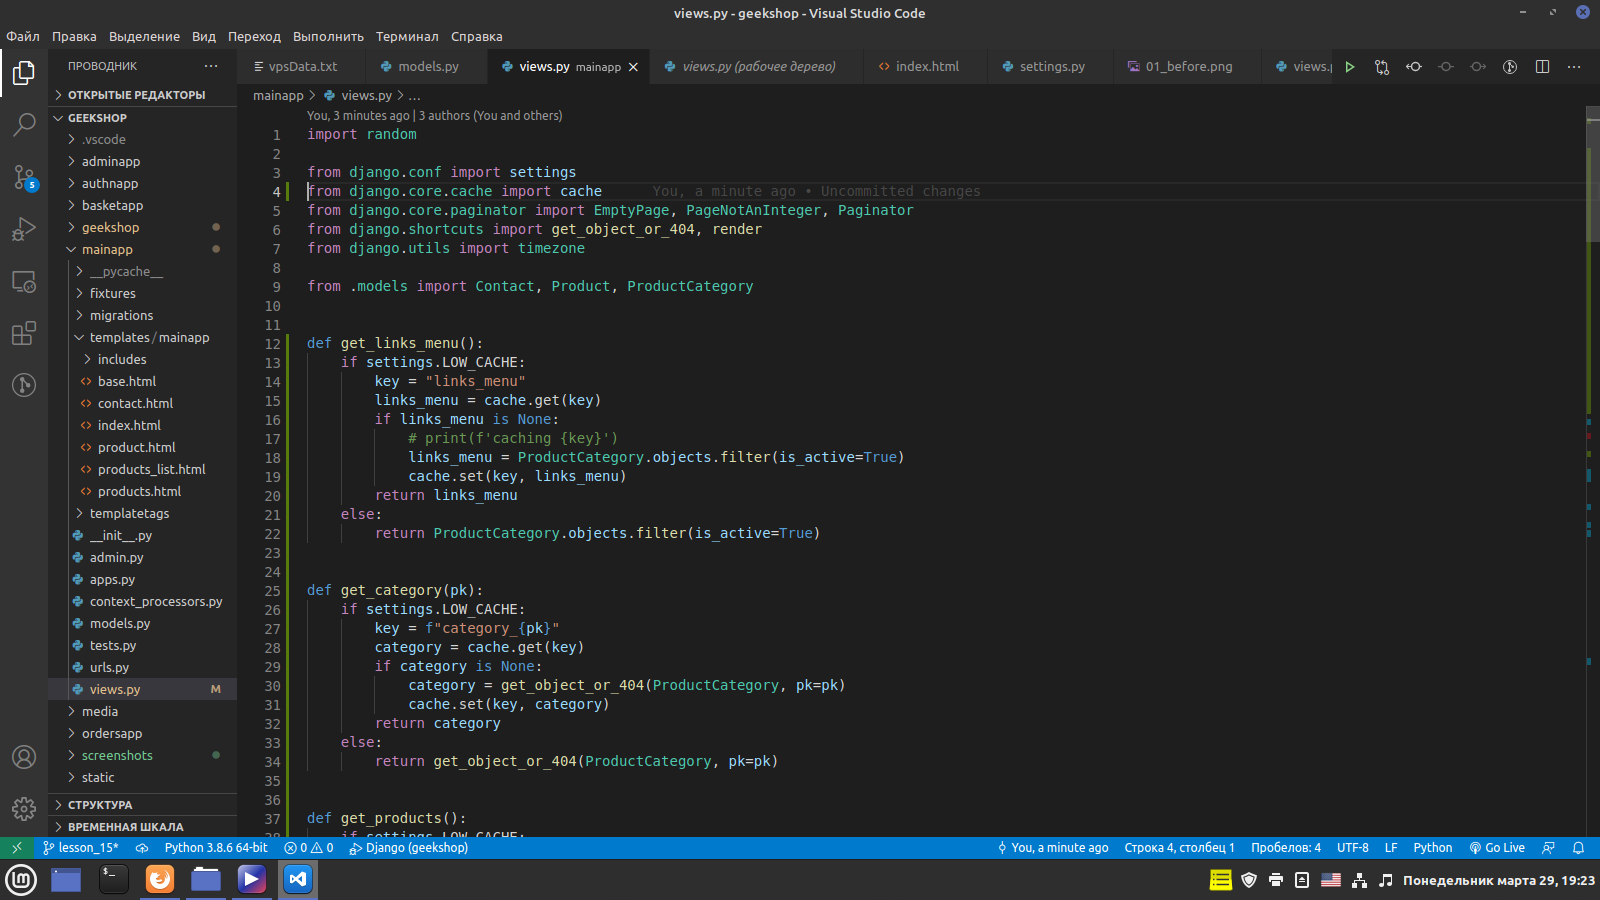 views.py - geekshop - Visual Studio Code
Файл Правка Выделение Вид Переход Выполнить Терминал Справка
ПРОВОДНИК ...
vpsData.txt models.py views.py mainapp views.py (рабочее дерево) index.html settings.py 01_before.png views.p
ОТКРЫТЫЕ РЕДАКТОРЫ
GEEKSHOP
.vscode
adminapp
authnapp
5
basketapp
geekshop
mainapp
__pycache__
fixtures
migrations
templates / mainapp
includes
base.html
contact.html
index.html
product.html
products_list.html
products.html
templatetags
__init__.py
admin.py
apps.py
context_processors.py
models.py
tests.py
urls.py
views.py M
media
ordersapp
screenshots
static
СТРУКТУРА
ВРЕМЕННАЯ ШКАЛА
mainapp > views.py > ...
You, 3 minutes ago | 3 authors (You and others)
1 import random
2
3 from django.conf import settings
4 from django.core.cache import cache You, a minute ago • Uncommitted changes
5 from django.core.paginator import EmptyPage, PageNotAnInteger, Paginator
6 from django.shortcuts import get_object_or_404, render
7 from django.utils import timezone
8
9 from .models import Contact, Product, ProductCategory
10
11
12 def get_links_menu():
13     if settings.LOW_CACHE:
14         key = "links_menu"
15         links_menu = cache.get(key)
16         if links_menu is None:
17             # print(f'caching {key}')
18             links_menu = ProductCategory.objects.filter(is_active=True)
19             cache.set(key, links_menu)
20         return links_menu
21     else:
22         return ProductCategory.objects.filter(is_active=True)
23
24
25 def get_category(pk):
26     if settings.LOW_CACHE:
27         key = f"category_{pk}"
28         category = cache.get(key)
29         if category is None:
30             category = get_object_or_404(ProductCategory, pk=pk)
31             cache.set(key, category)
32         return category
33     else:
34         return get_object_or_404(ProductCategory, pk=pk)
35
36
37 def get_products():
38     if settings.LOW_CACHE:
lesson_15* Python 3.8.6 64-bit 0 0 Django (geekshop) You, a minute ago Строка 4, столбец 1 Пробелов: 4 UTF-8 LF Python Go Live
Понедельник марта 29, 19:23